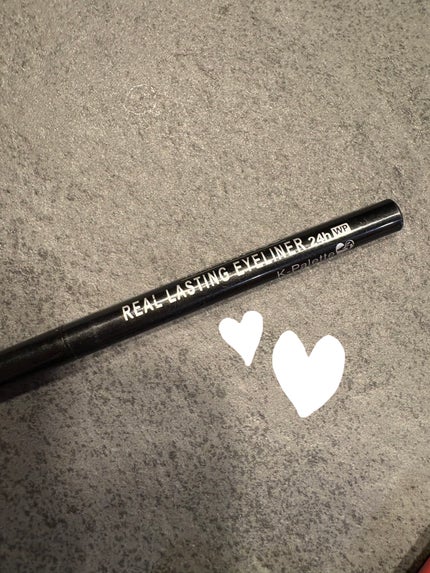 REAL LASTING EYELINER 24h WP
K-Palette